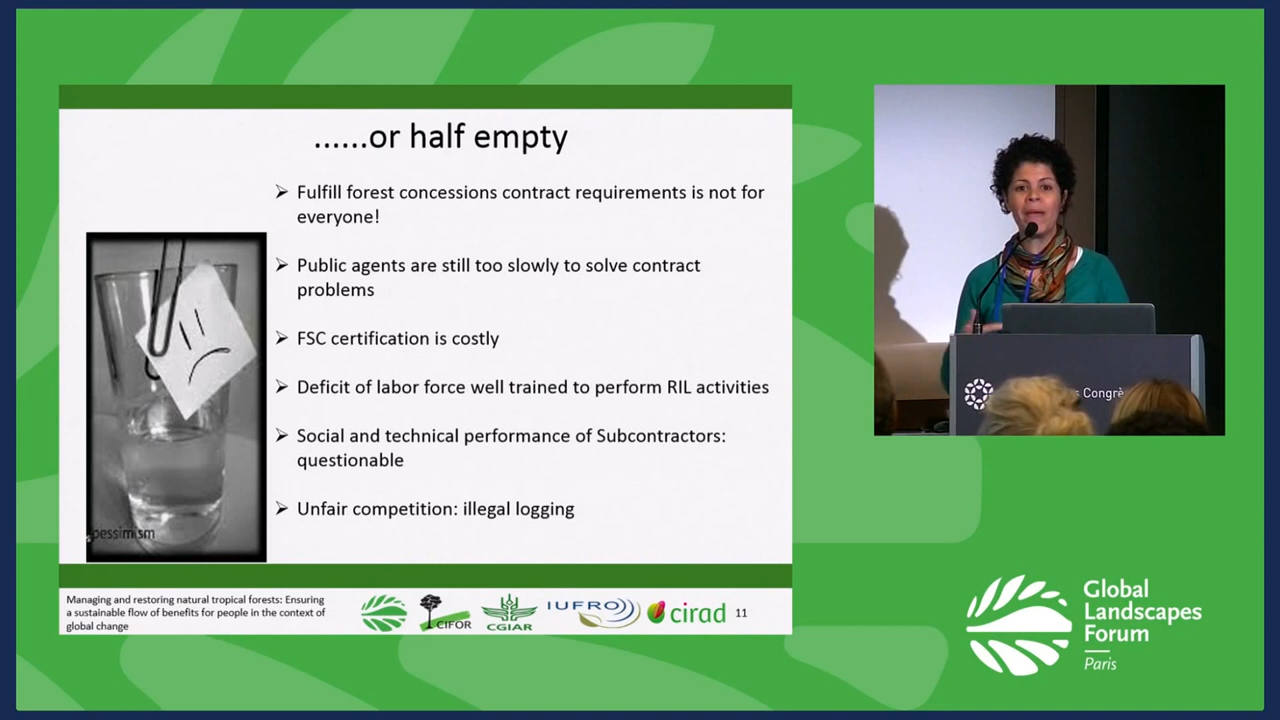 ......or half empty
➢ Fulfill forest concessions contract requirements is not for
everyone!
➢ Public agents are still too slowly to solve contract
problems
➢ FSC certification is costly
➢ Deficit of labor force well trained to perform RIL activities
➢ Social and technical performance of Subcontractors:
questionable
➢ Unfair competition: illegal logging
pessimism
Managing and restoring natural tropical forests: Ensuring
a sustainable flow of benefits for people in the context of
global change
CIFOR
CGIAR
IUFRO
cirad
11
Congrè
Global
Landscapes
Forum
Paris